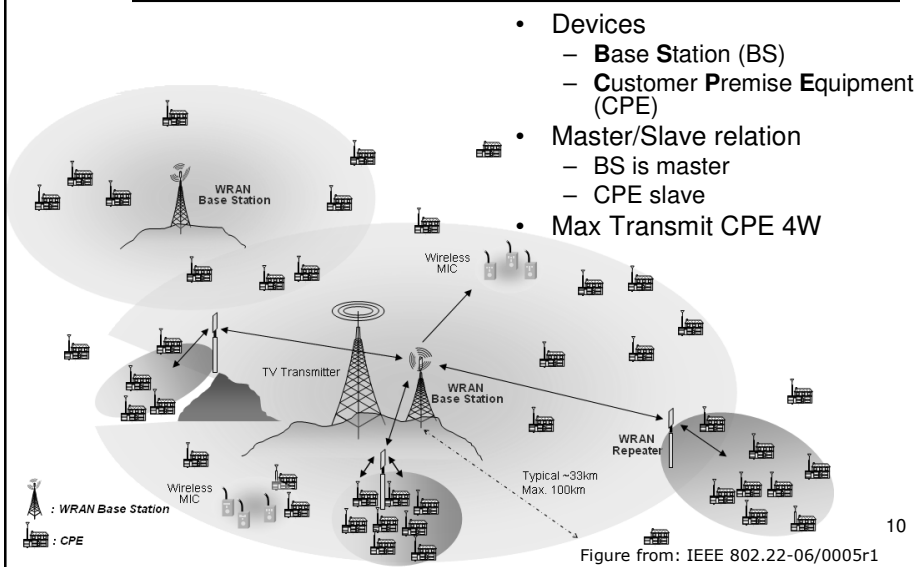 • Devices
– Base Station (BS)
– Customer Premise Equipment
(CPE)
• Master/Slave relation
– BS is master
– CPE slave
• Max Transmit CPE 4W
WRAN
Base Station
Wireless
MIC
TV Transmitter
WRAN
Base Station
WRAN
Repeater
Typical ~33km
Max. 100km
Wireless
MIC
: WRAN Base Station
: CPE
10
Figure from: IEEE 802.22-06/0005r1